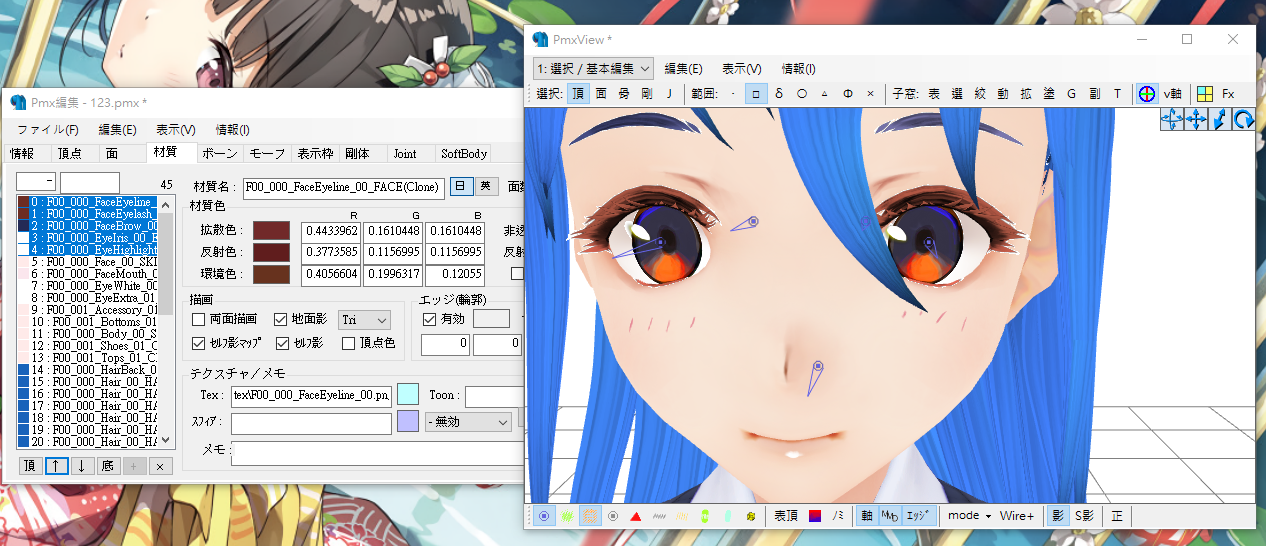 Pmx編集 - 123.pmx *
ファイル(F) 編集(E) 表示(V) 情報(I)
情報 頂点 面 材質 ボーン モーフ 表示枠 剛体 Joint SoftBody
- 45
0 : F00_000_FaceEyeline_
1 : F00_000_FaceEyelash_
2 : F00_000_FaceBrow_00
3 : F00_000_EyeIris_00_E
4 : F00_000_EyeHighlight
5 : F00_000_Face_00_SKI
6 : F00_000_FaceMouth_0
7 : F00_000_EyeWhite_00
8 : F00_000_EyeExtra_01_
9 : F00_001_Accessory_01
10 : F00_001_Bottoms_01
11 : F00_000_Body_00_S
12 : F00_001_Shoes_01_C
13 : F00_001_Tops_01_C
14 : F00_000_HairBack_0
15 : F00_000_Hair_00_HA
16 : F00_000_Hair_00_HA
17 : F00_000_Hair_00_HA
18 : F00_000_Hair_00_HA
19 : F00_000_Hair_00_HA
20 : F00_000_Hair_00_HA
頂 ↑ ↓ 底 + ×
材質名 : F00_000_FaceEyeline_00_FACE(Clone) 日 英 面
材質色
R G B
拡散色 : 0.4433962 0.1610448 0.1610448 非透
反射色 : 0.3773585 0.1156995 0.1156995 反射
環境色 : 0.4056604 0.1996317 0.12055
描画
両面描画 地面影 Tri
ｾﾙﾌ影ﾏｯﾌﾟ ｾﾙﾌ影 頂点色
エッジ(輪郭)
有効
0 0
テクスチャ／メモ
Tex : tex\F00_000_FaceEyeline_00.pn Toon :
ｽﾌｨｱ : - 無効
メモ :
PmxView *
1: 選択 / 基本編集 編集(E) 表示(V) 情報(I)
選択: 頂 面 骨 剛 J 範囲: ･ □ δ ○ △ Φ × 子窓: 表 選 絞 動 拡 塗 G 副 T v軸 Fx
表頂 ﾉﾐ 軸 MMD ｴｯｼﾞ mode Wire+ 影 S影 正